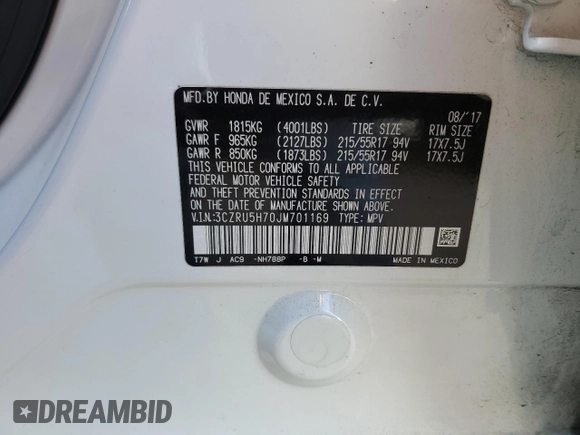 MFD.BY HONDA DE MEXICO S.A. DE C.V.
08/'17
GVWR 1815KG (4001LBS) TIRE SIZE RIM SIZE
GAWR F 965KG (2127LBS) 215/55R17 94V 17X7.5J
GAWR R 850KG (1873LBS) 215/55R17 94V 17X7.5J
THIS VEHICLE CONFORMS TO ALL APPLICABLE
FEDERAL MOTOR VEHICLE SAFETY
AND THEFT PREVENTION STANDARDS IN EFFECT
ON THE DATE OF MANUFACTURE SHOWN ABOVE.
V.I.N:3CZRU5H70JM701169 TYPE: MPV
T7W J AC9 -NH788P -B -M
MADE IN MEXICO
DREAMBID